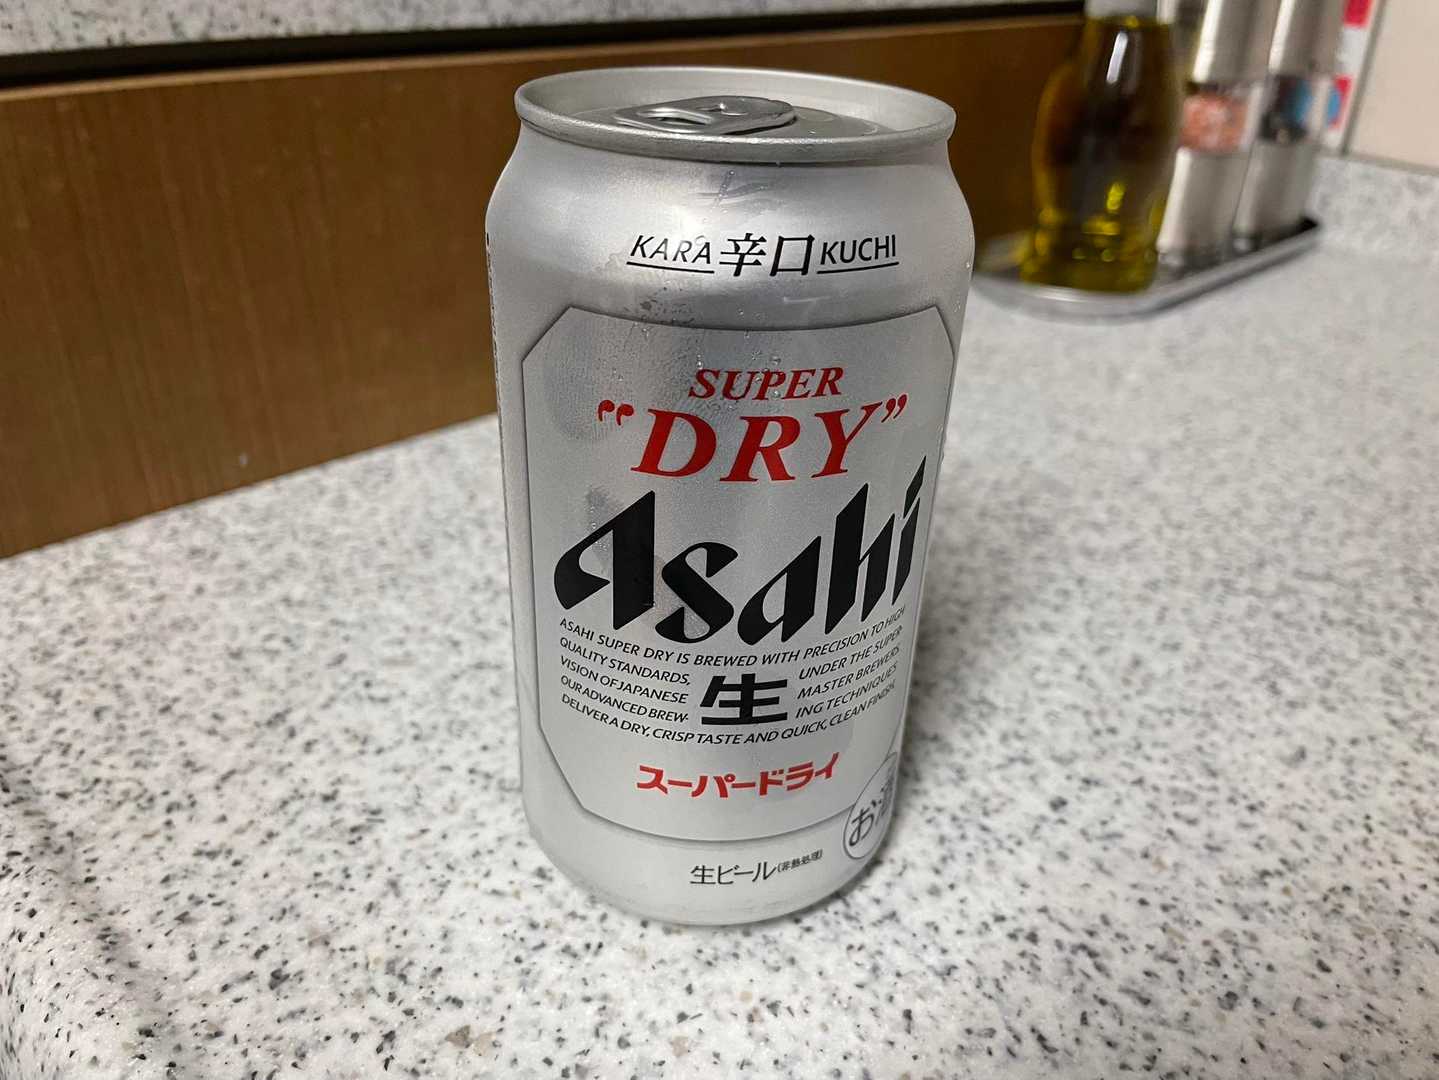 KARA 辛口 KUCHI
SUPER
“DRY”
Asahi
ASAHI SUPER DRY IS BREWED WITH PRECISION TO HIGH
QUALITY STANDARDS, UNDER THE SUPER-
VISION OF JAPANESE MASTER BREWERS.
OUR ADVANCED BREW- ING TECHNIQUES
DELIVER A DRY, CRISP TASTE AND QUICK, CLEAN FINISH.
生
スーパードライ
お酒
生ビール(非熱処理)